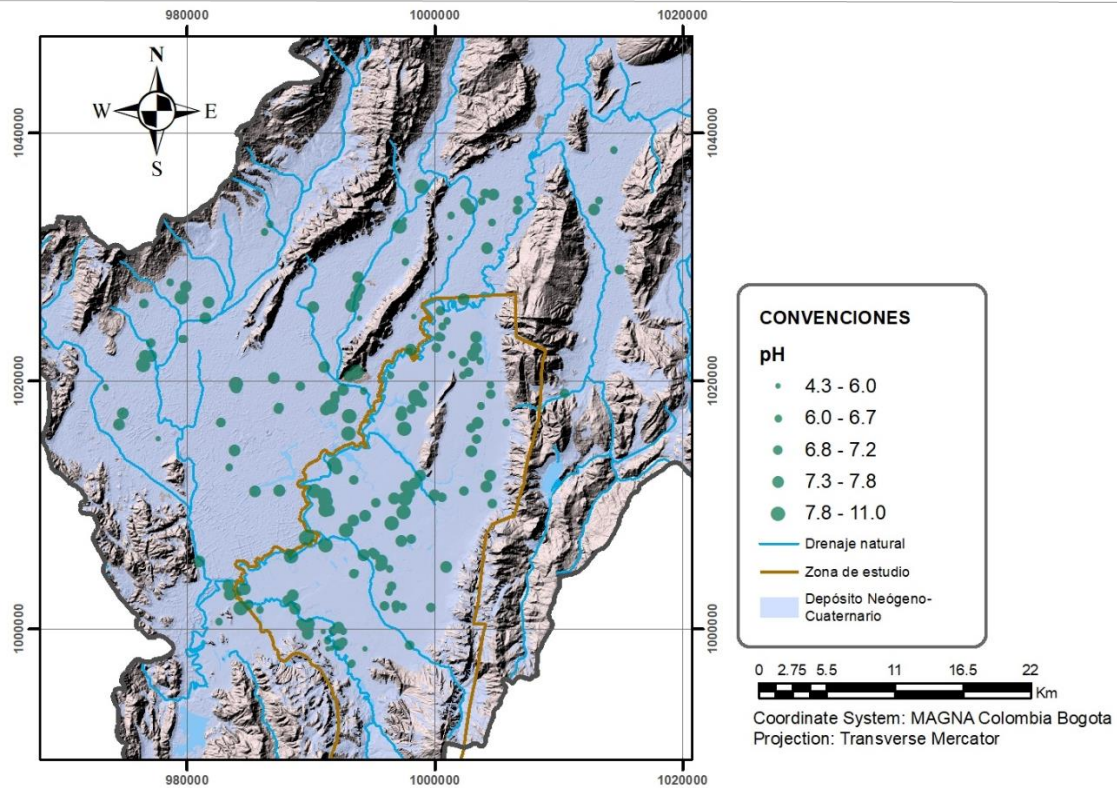 980000 1000000 1020000
N
W E
S
1040000 1040000
1020000 1020000
1000000 1000000
980000 1000000 1020000
CONVENCIONES
pH
4.3 - 6.0
6.0 - 6.7
6.8 - 7.2
7.3 - 7.8
7.8 - 11.0
Drenaje natural
Zona de estudio
Depósito Neógeno-
Cuaternario
0 2.75 5.5 11 16.5 22
Km
Coordinate System: MAGNA Colombia Bogota
Projection: Transverse Mercator